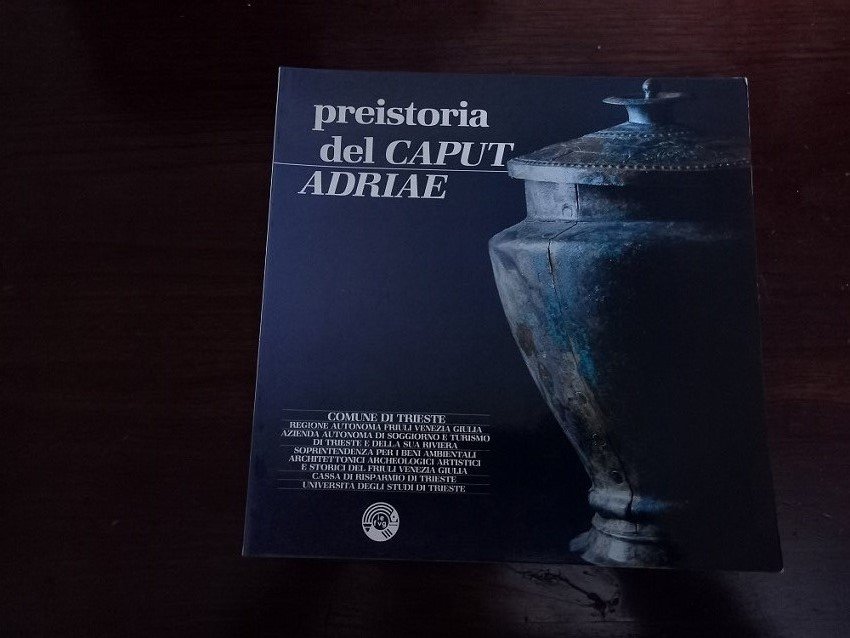 preistoria
del CAPUT
ADRIAE
COMUNE DI TRIESTE
REGIONE AUTONOMA FRIULI VENEZIA GIULIA
AZIENDA AUTONOMA DI SOGGIORNO E TURISMO
DI TRIESTE E DELLA SUA RIVIERA
SOPRINTENDENZA PER I BENI AMBIENTALI
ARCHITETTONICI ARCHEOLOGICI ARTISTICI
E STORICI DEL FRIULI VENEZIA GIULIA
CASSA DI RISPARMIO DI TRIESTE
UNIVERSITÀ DEGLI STUDI DI TRIESTE
ie
fvg